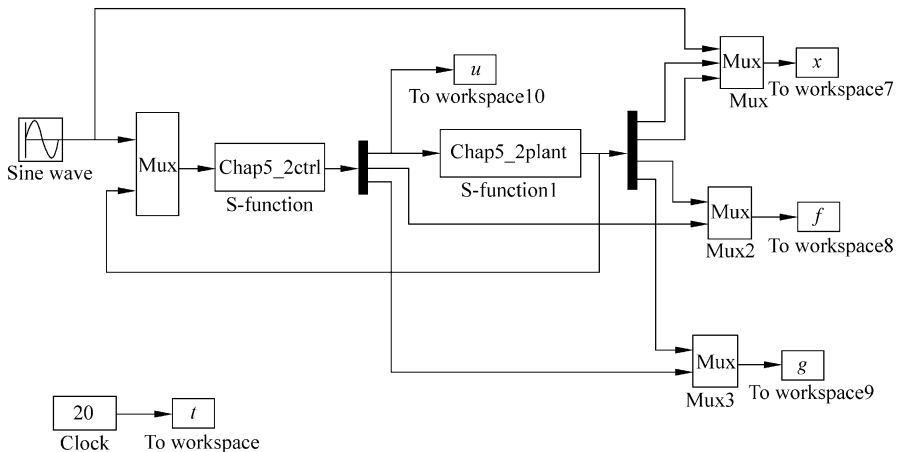 Mux
x
Mux
To workspace7
u
To workspace10
Sine wave
Mux
Chap5_2ctrl
S-function
Chap5_2plant
S-function1
Mux
f
Mux2
To workspace8
Mux
g
Mux3
To workspace9
20
t
Clock
To workspace